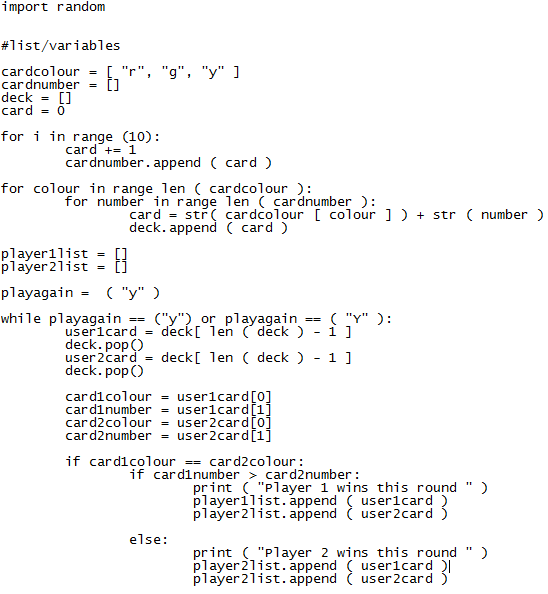 import random
#list/variables
cardcolour = [ "r", "g", "y" ]
cardnumber = []
deck = []
card = 0
for i in range (10):
card += 1
cardnumber.append ( card )
for colour in range len ( cardcolour ):
for number in range len ( cardnumber ):
card = str( cardcolour [ colour ] ) + str ( number )
deck.append ( card )
player1list = []
player2list = []
playagain =  ( "y" )
while playagain == ("y") or playagain == ( "Y" ):
user1card = deck[ len ( deck ) - 1 ]
deck.pop()
user2card = deck[ len ( deck ) - 1 ]
deck.pop()
card1colour = user1card[0]
card1number = user1card[1]
card2colour = user2card[0]
card2number = user2card[1]
if card1colour == card2colour:
if card1number > card2number:
print ( "Player 1 wins this round " )
player1list.append ( user1card )
player2list.append ( user2card )
else:
print ( "Player 2 wins this round " )
player2list.append ( user1card )
player2list.append ( user2card )